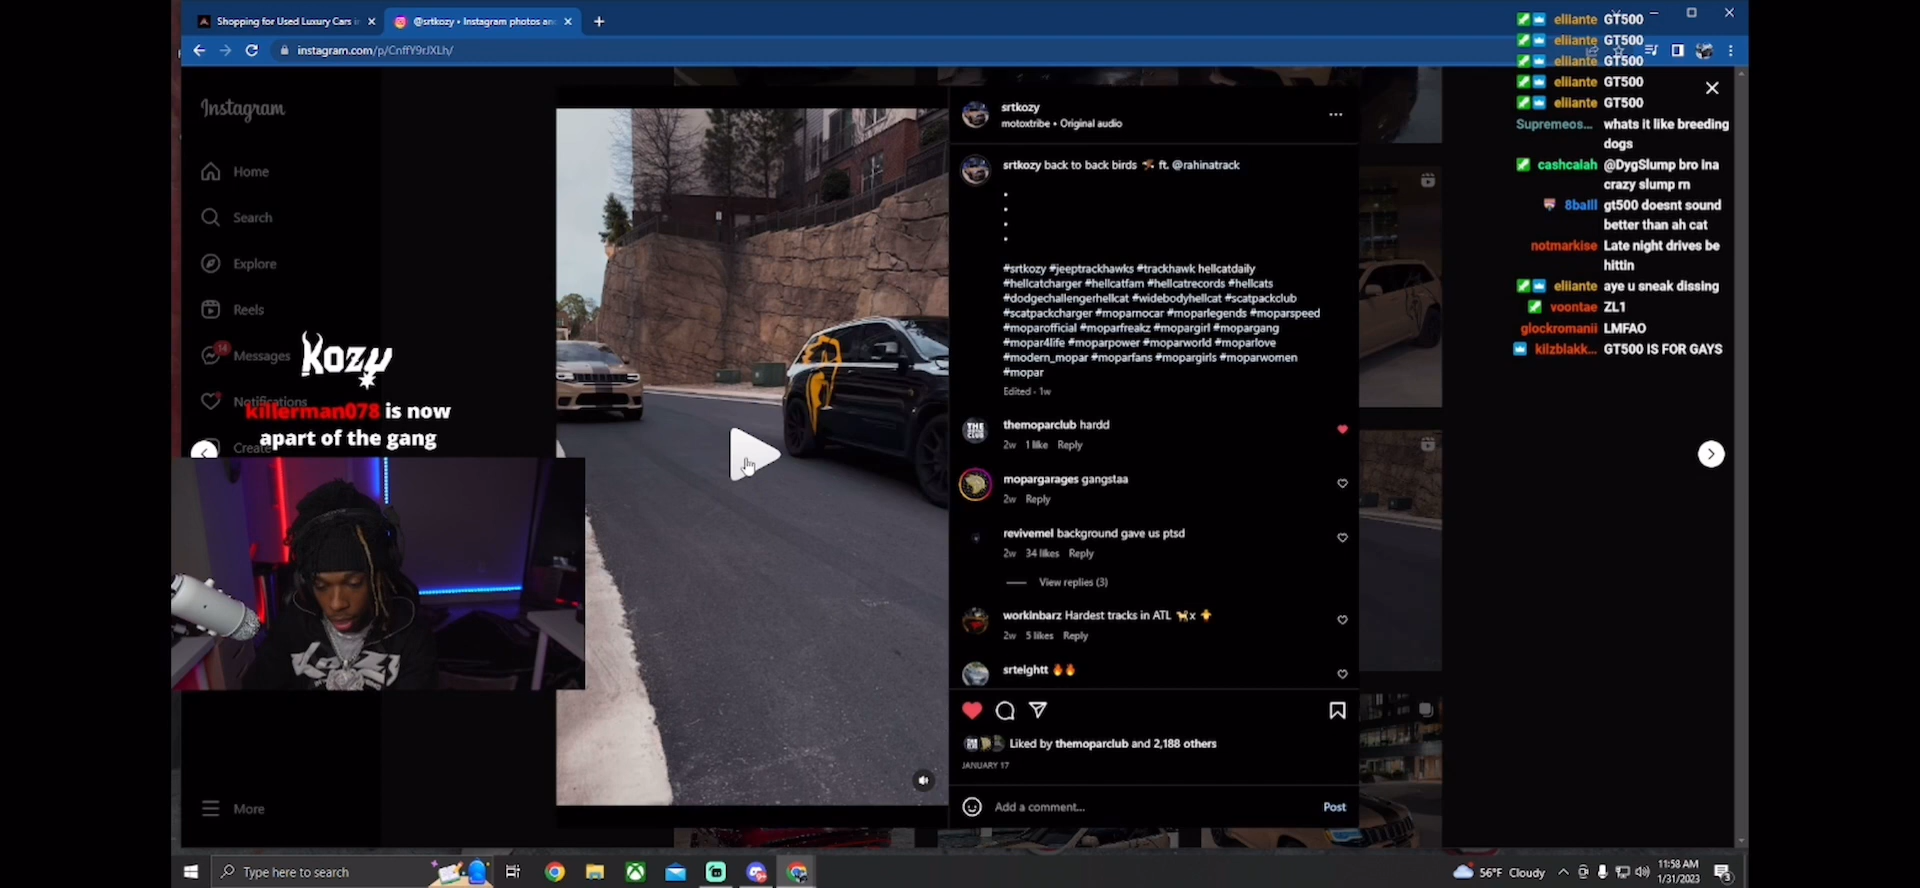 Shopping for Used Luxury Cars in
@srtkozy • Instagram photos an
instagram.com/p/CnffY9rJXLh/
Instagram
Home
Search
Explore
Reels
14
Messages
Notifications
Create
More
Kozy
killerman078 is now
apart of the gang
srtkozy
motoxtribe • Original audio
srtkozy back to back birds ft. @rahinatrack
•
•
•
•
#srtkozy #jeeptrackhawks #trackhawk hellcatdaily
#hellcatcharger #hellcatfam #hellcatrecords #hellcats
#dodgechallengerhellcat #widebodyhellcat #scatpackclub
#scatpackcharger #moparnocar #moparlegends #moparspeed
#moparofficial #moparfreakz #mopargirl #mopargang
#mopar4life #moparpower #moparworld #moparlove
#modern_mopar #moparfans #mopargirls #moparwomen
#mopar
Edited • 1w
themoparclub hardd
2w 1 like Reply
mopargarages gangstaa
2w Reply
revivemel background gave us ptsd
2w 34 likes Reply
View replies (3)
workinbarz Hardest tracks in ATL 🐆x 🐥
2w 5 likes Reply
srteightt 🔥🔥
Liked by themoparclub and 2,188 others
JANUARY 17
Add a comment...
Post
elliante GT500
elliante GT500
elliante GT500
elliante GT500
elliante GT500
Supremeos... whats it like breeding
dogs
cashcalah @DygSlump bro ina
crazy slump rn
8balll gt500 doesnt sound
better than ah cat
notmarkise Late night drives be
hittin
elliante aye u sneak dissing
voontae ZL1
glockromanii LMFAO
kilzblakk... GT500 IS FOR GAYS
Type here to search
56°F Cloudy
11:58 AM
1/31/2023
3